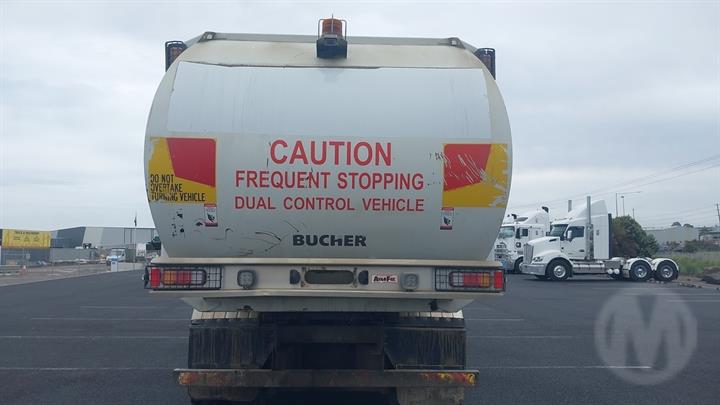 CAUTION
FREQUENT STOPPING
DUAL CONTROL VEHICLE
DO NOT
OVERTAKE
TURNING VEHICLE
BUCHER
M